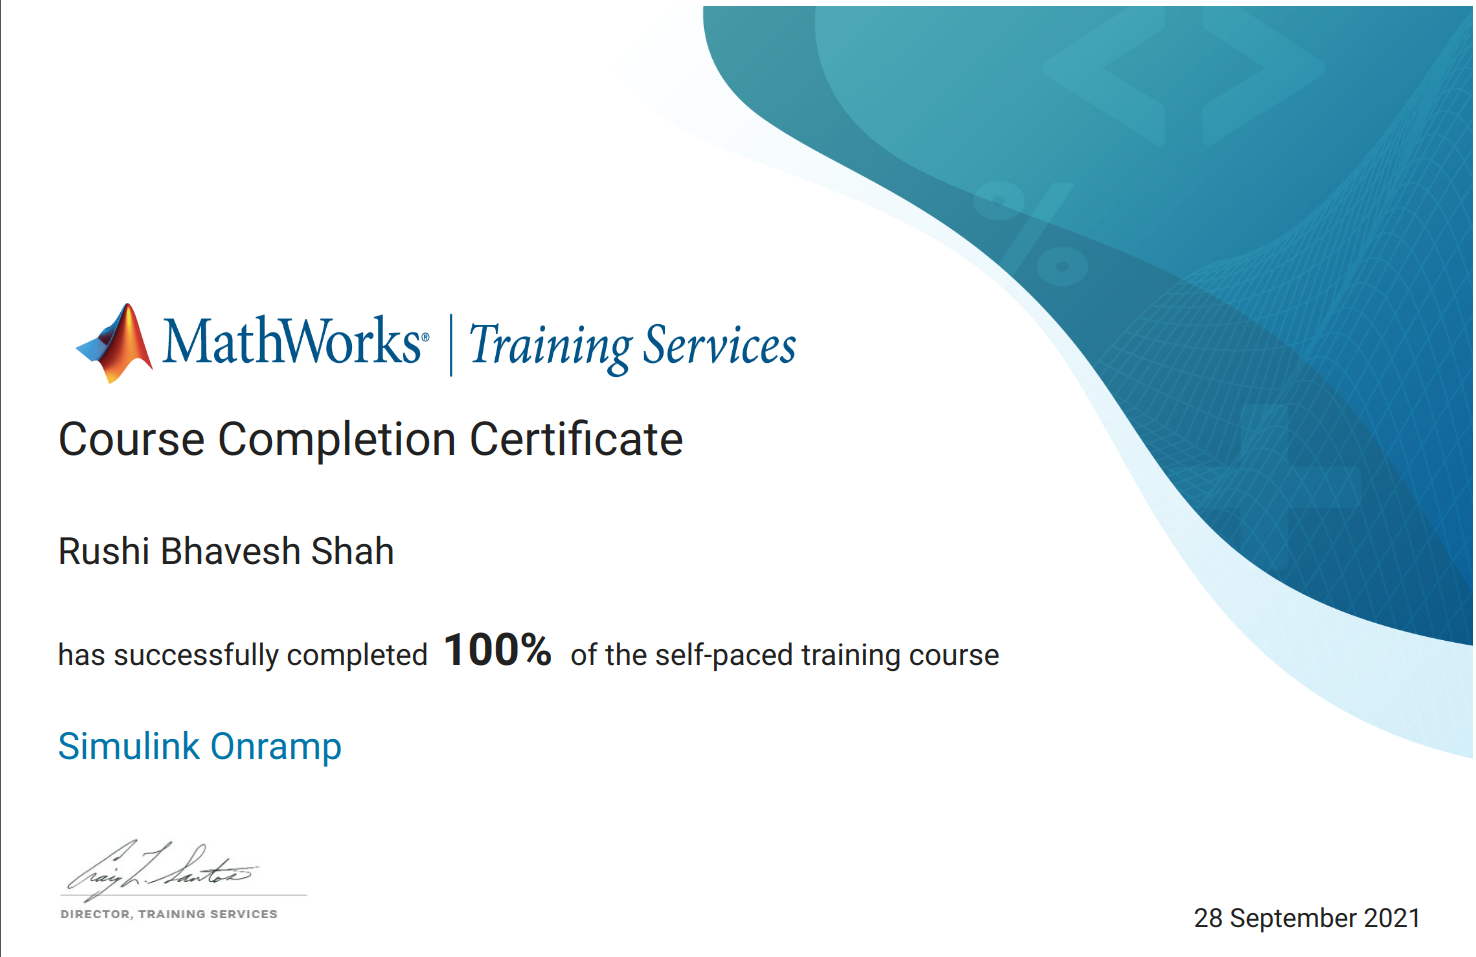 MathWorks® | Training Services
Course Completion Certificate
Rushi Bhavesh Shah
has successfully completed 100% of the self-paced training course
Simulink Onramp
Craig L. Santos
DIRECTOR, TRAINING SERVICES
28 September 2021